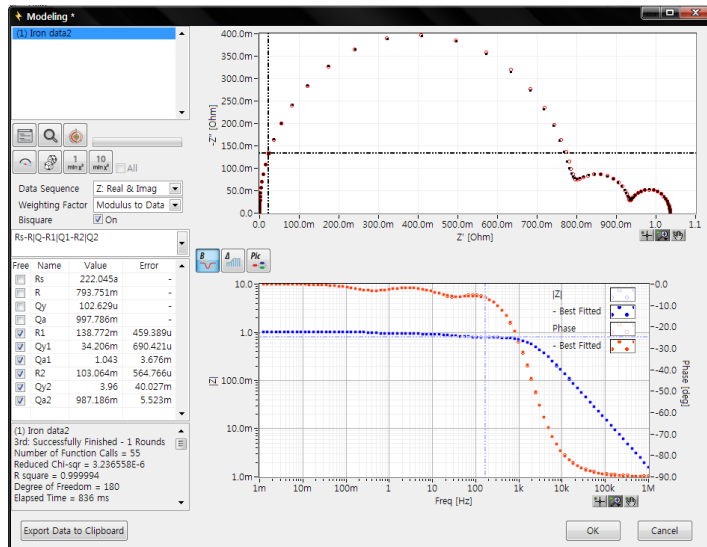 Modeling *
(1) Iron data2
1
min χ²
10
min χ²
All
Data Sequence Z: Real & Imag
Weighting Factor Modulus to Data
Bisquare On
Rs-R|Q-R1|Q1-R2|Q2
Free Name Value Error
Rs 222.045a -
R 793.751m -
Qy 102.629u -
Qa 997.786m -
R1 138.772m 459.389u
Qy1 34.206m 690.421u
Qa1 1.043 3.676m
R2 103.064m 564.766u
Qy2 3.96 40.027m
Qa2 987.186m 5.523m
(1) Iron data2
3rd: Successfully Finished - 1 Rounds
Number of Function Calls = 55
Reduced Chi-sqr = 3.236558E-6
R square = 0.999994
Degree of Freedom = 180
Elapsed Time = 836 ms
Export Data to Clipboard
-Z" [Ohm]
400.0m
350.0m
300.0m
250.0m
200.0m
150.0m
100.0m
50.0m
0.0
0.0 100.0m 200.0m 300.0m 400.0m 500.0m 600.0m 700.0m 800.0m 900.0m 1.0 1.1
Z' [Ohm]
B
Δ
Pic
|Z|
10.0
1.0
100.0m
10.0m
1.0m
|Z|
- Best Fitted
Phase
- Best Fitted
Phase [deg]
-0.0
-10.0
-20.0
-30.0
-40.0
-50.0
-60.0
-70.0
-80.0
-90.0
1m 10m 100m 1 10 100 1k 10k 100k 1M
Freq [Hz]
OK
Cancel